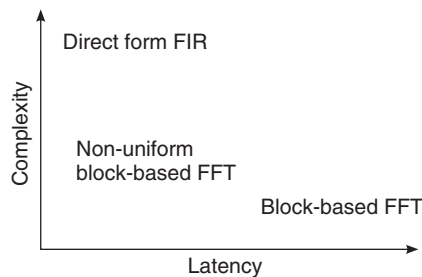 Direct form FIR
Complexity
Non-uniform
block-based FFT
Block-based FFT
Latency